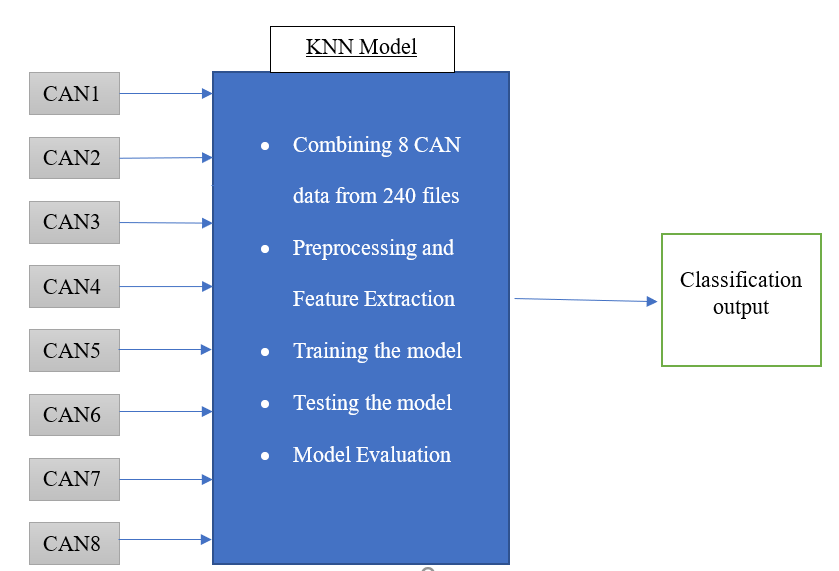 KNN Model
CAN1
CAN2
CAN3
CAN4
CAN5
CAN6
CAN7
CAN8
• Combining 8 CAN
data from 240 files
• Preprocessing and
Feature Extraction
• Training the model
• Testing the model
• Model Evaluation
Classification
output